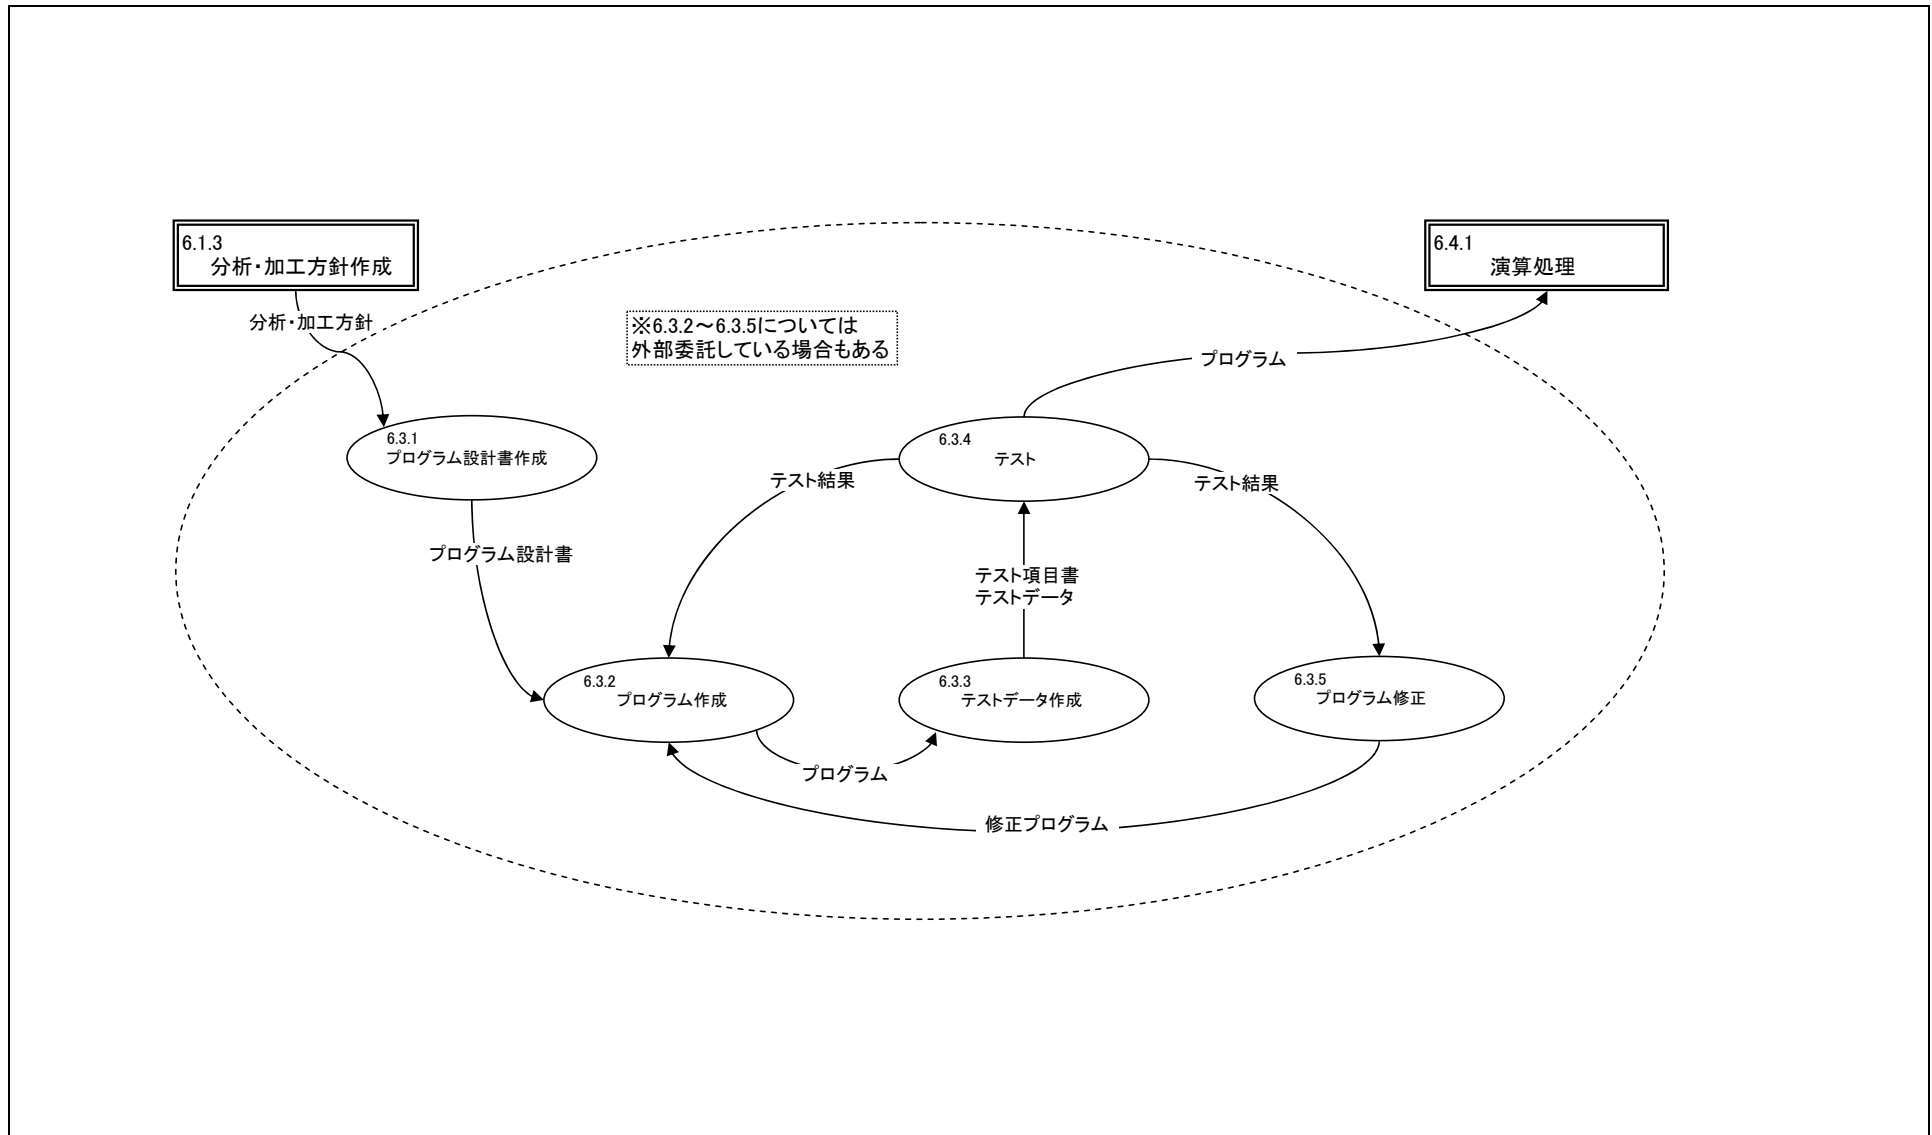 6.1.3
分析・加工方針作成
6.4.1
演算処理
分析・加工方針
※6.3.2～6.3.5については
外部委託している場合もある
プログラム
6.3.1
プログラム設計書作成
6.3.4
テスト
テスト結果
テスト結果
プログラム設計書
テスト項目書
テストデータ
6.3.2
プログラム作成
6.3.3
テストデータ作成
6.3.5
プログラム修正
プログラム
修正プログラム